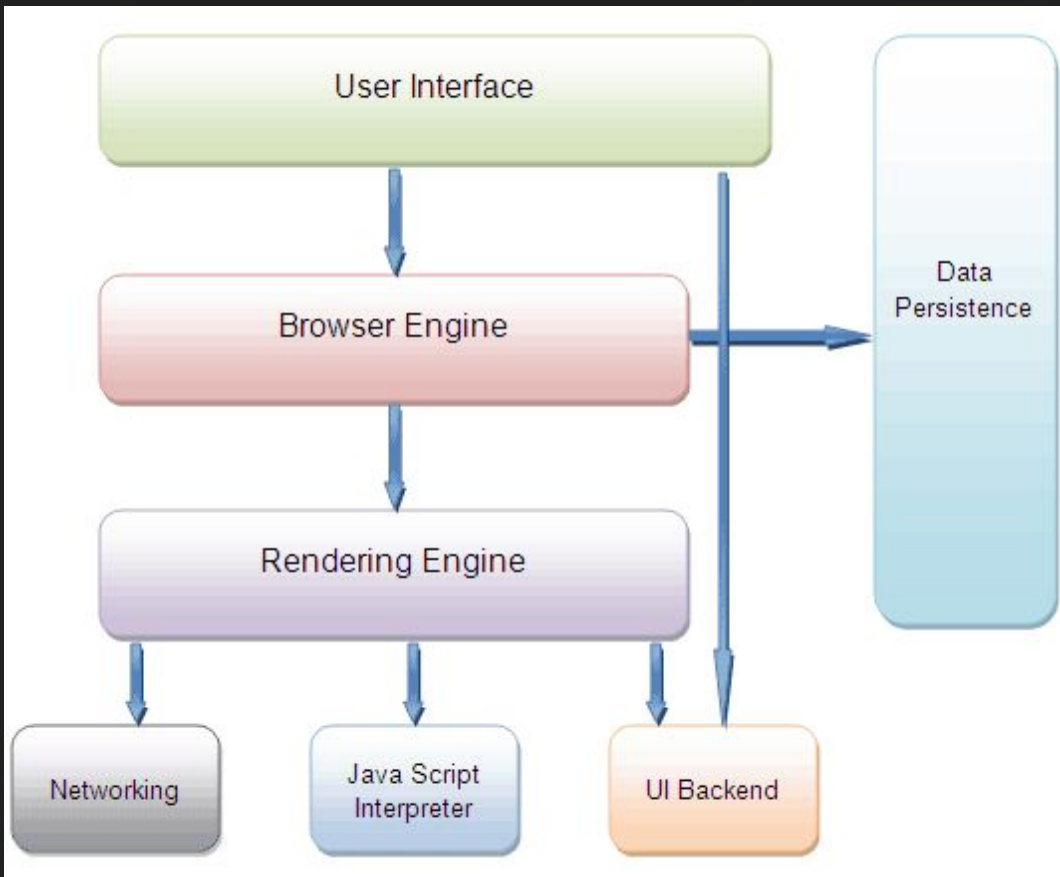 User Interface
Browser Engine
Data
Persistence
Rendering Engine
Networking
Java Script
Interpreter
UI Backend